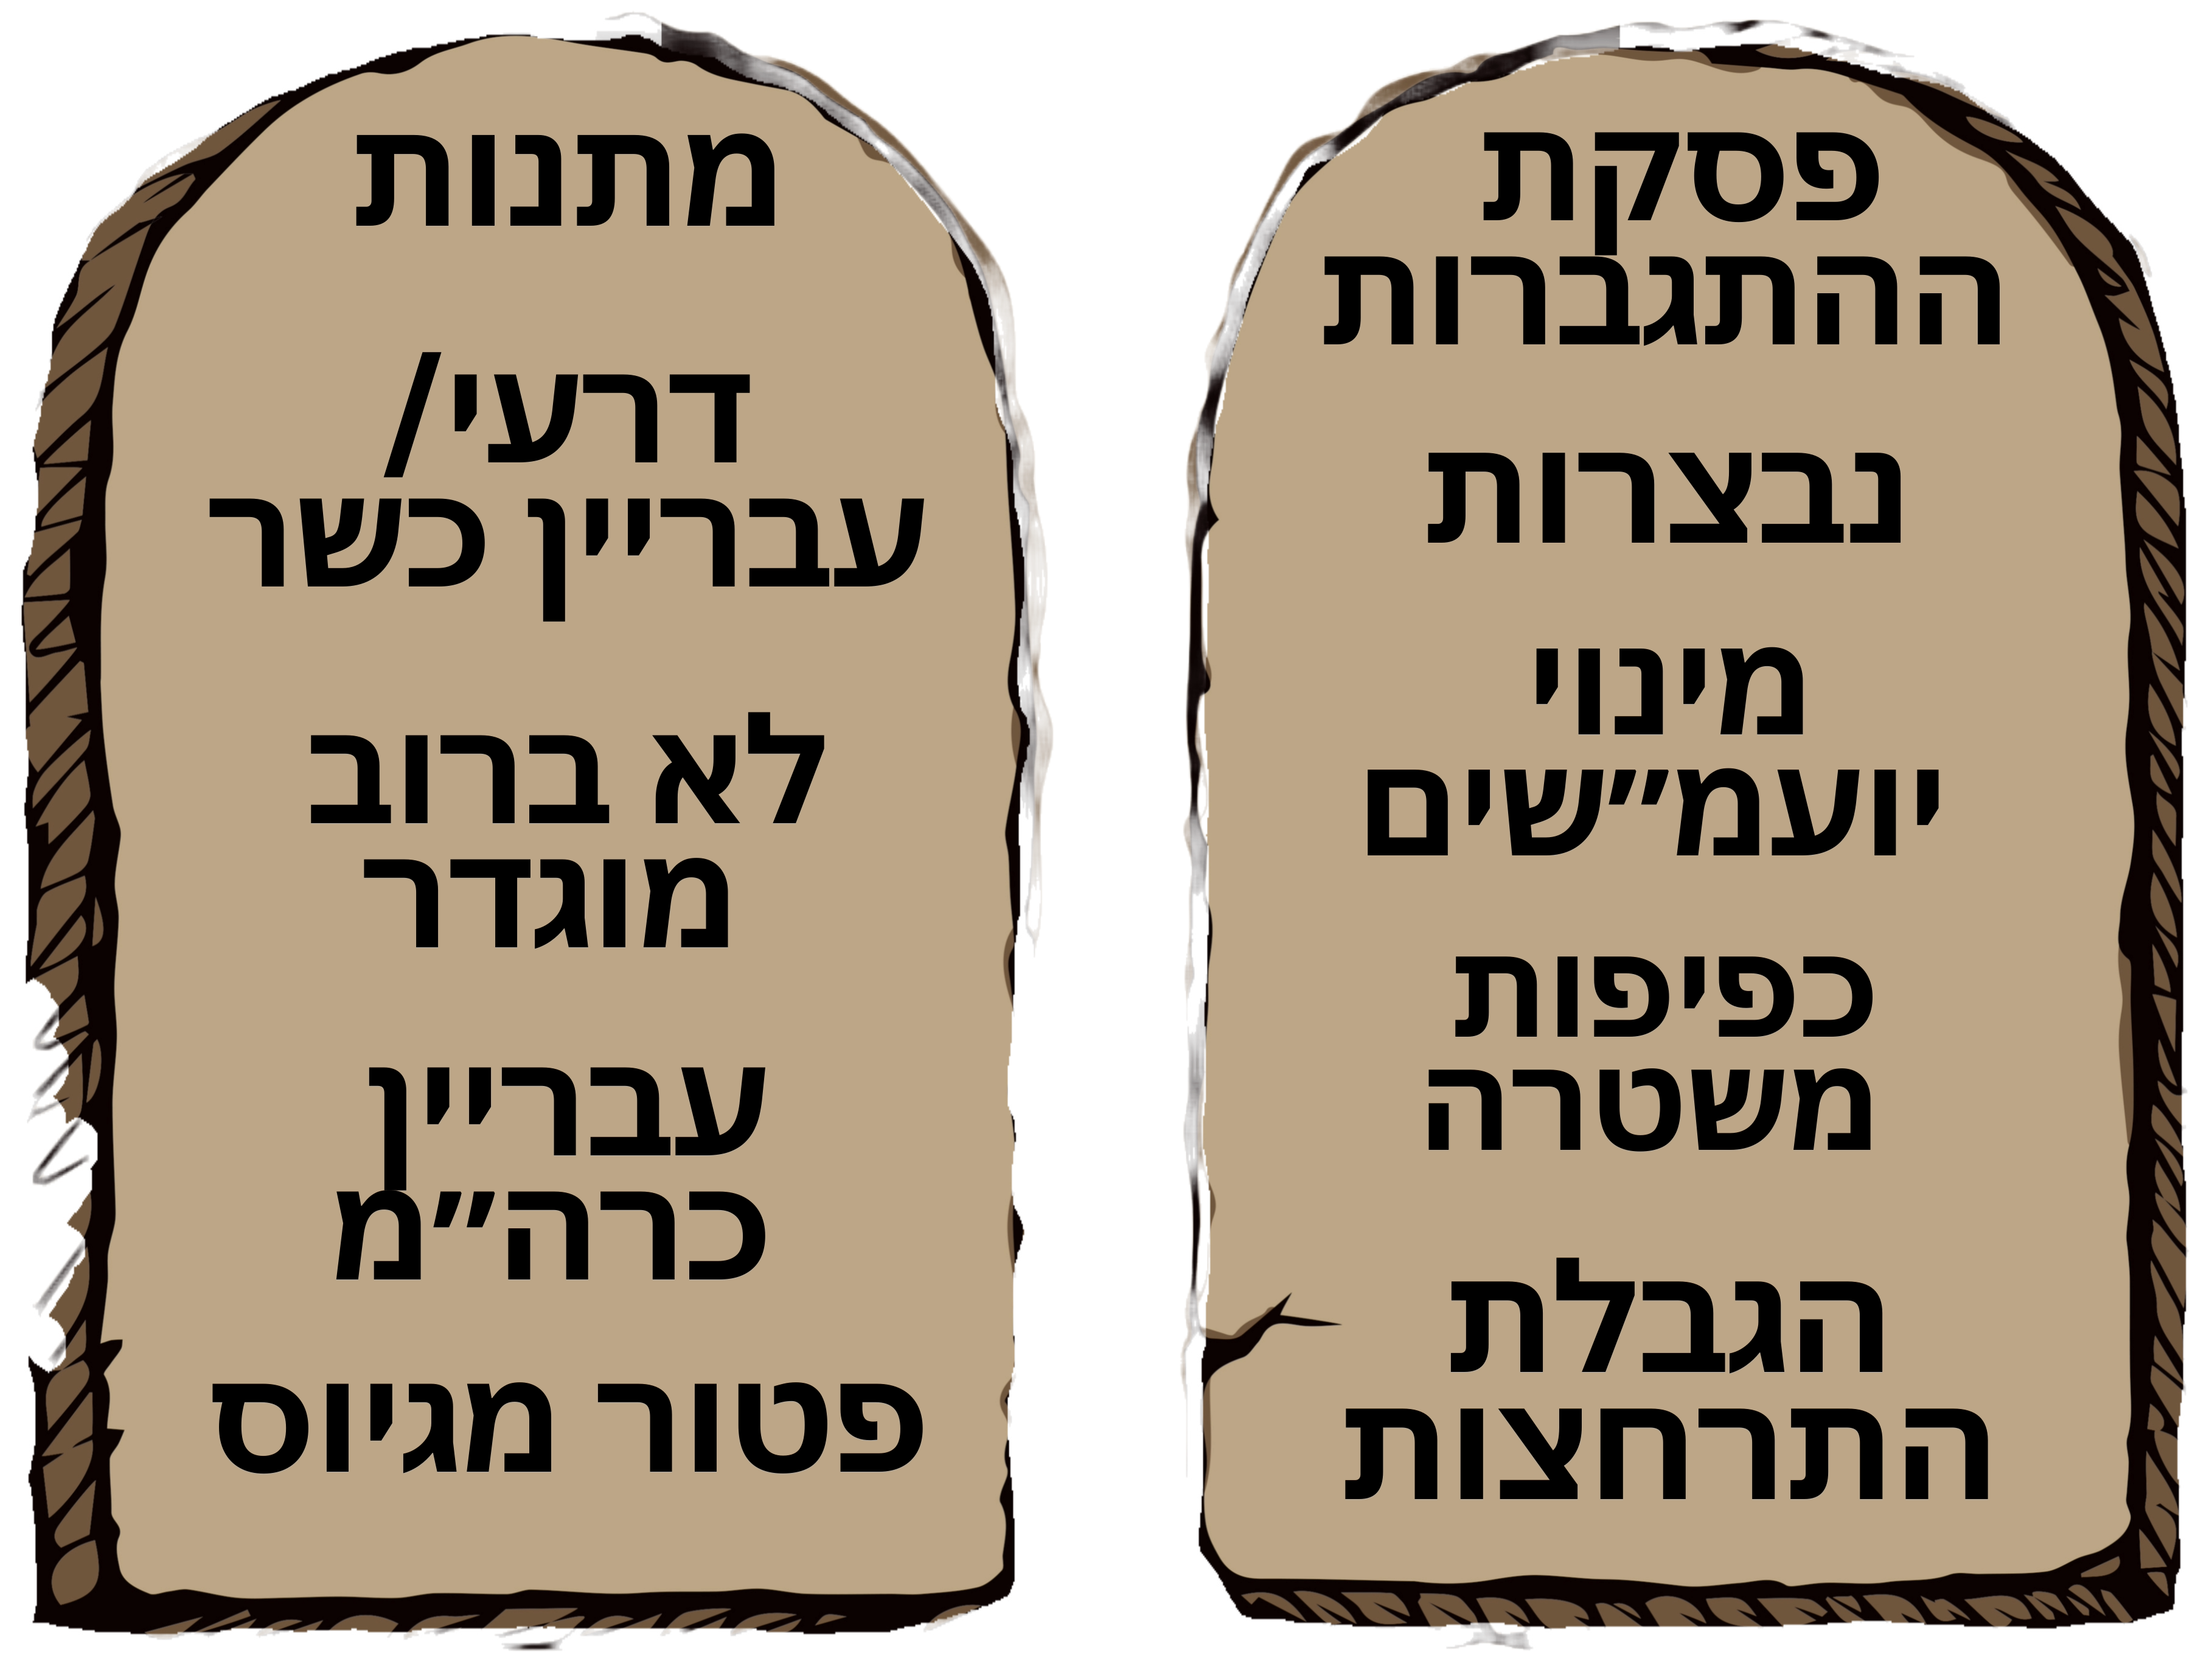 פסקת
ההתגברות
נבצרות
מינוי
יועמ״שים
כפיפות
משטרה
הגבלת
התרחצות
מתנות
דרעי/
עבריין כשר
לא ברוב
מוגדר
עבריין
כרה״מ
פטור מגיוס